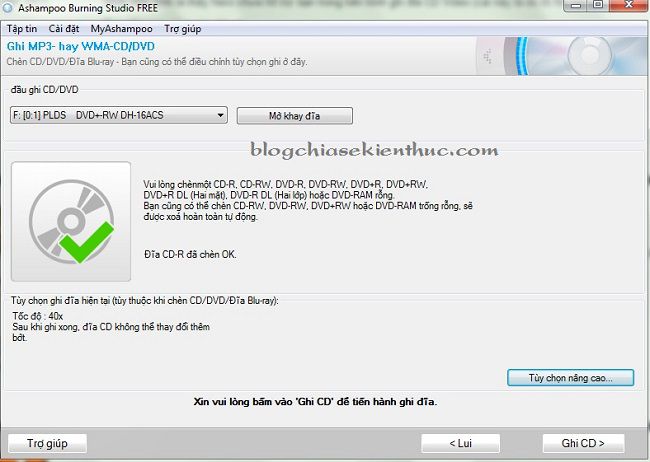 Ashampoo Burning Studio FREE
Tập tin Cài đặt MyAshampoo Trợ giúp
Ghi MP3- hay WMA-CD/DVD
Chèn CD/DVD/Đĩa Blu-ray - Bạn cũng có thể điều chỉnh tùy chọn ghi ở đây.
đầu ghi CD/DVD
F: [0:1] PLDS DVD+-RW DH-16ACS
Mở khay đĩa
blogchiasekienthuc.com
Vui lòng chènmột CD-R, CD-RW, DVD-R, DVD-RW, DVD+R, DVD+RW,
DVD+R DL (Hai mặt), DVD-R DL (Hai lớp) hoặc DVD-RAM rỗng.
Bạn cũng có thể chèn CD-RW, DVD-RW, DVD+RW hoặc DVD-RAM trống rỗng, sẽ
được xoá hoàn toàn tự động.
Đĩa CD-R đã chèn OK.
Tùy chọn ghi đĩa hiện tại (tùy thuộc khi chèn CD/DVD/Đĩa Blu-ray):
Tốc độ : 40x
Sau khi ghi xong, đĩa CD không thể thay đổi thêm
bớt.
Tùy chọn nâng cao...
Xin vui lòng bấm vào 'Ghi CD' để tiến hành ghi đĩa.
Trợ giúp
< Lui
Ghi CD >